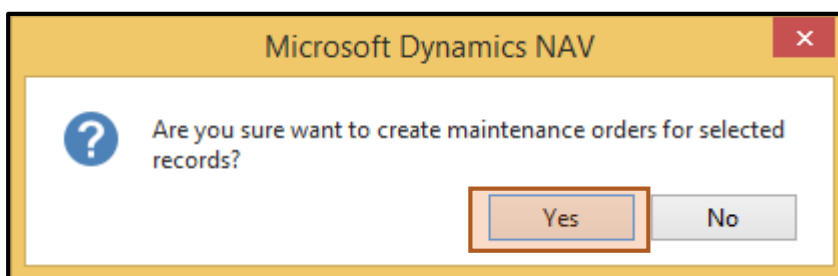 Microsoft Dynamics NAV
Are you sure want to create maintenance orders for selected
records?
Yes No